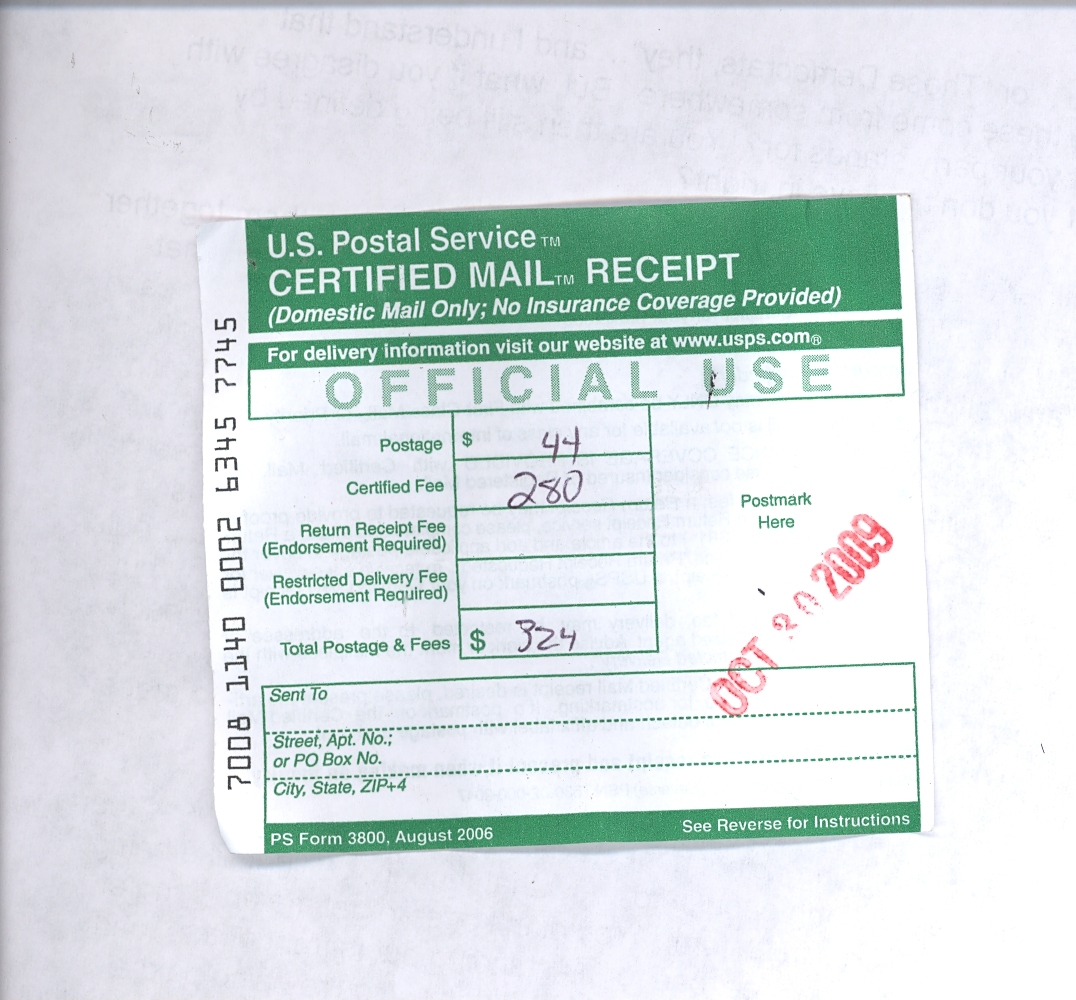 U.S. Postal Service™
CERTIFIED MAIL™ RECEIPT
(Domestic Mail Only; No Insurance Coverage Provided)
For delivery information visit our website at www.usps.com®
OFFICIAL USE
Postage $ 44
Certified Fee 280
Return Receipt Fee
(Endorsement Required)
Restricted Delivery Fee
(Endorsement Required)
Total Postage & Fees $ 324
Postmark
Here
OCT 20 2009
Sent To
Street, Apt. No.;
or PO Box No.
City, State, ZIP+4
PS Form 3800, August 2006 See Reverse for Instructions
7008 1140 0002 6345 7745